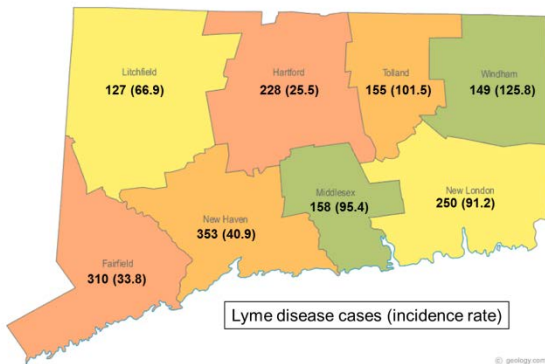 Litchfield
127 (66.9)
Hartford
228 (25.5)
Tolland
155 (101.5)
Windham
149 (125.8)
Fairfield
310 (33.8)
New Haven
353 (40.9)
Middlesex
158 (95.4)
New London
250 (91.2)
Lyme disease cases (incidence rate)
© geology.com